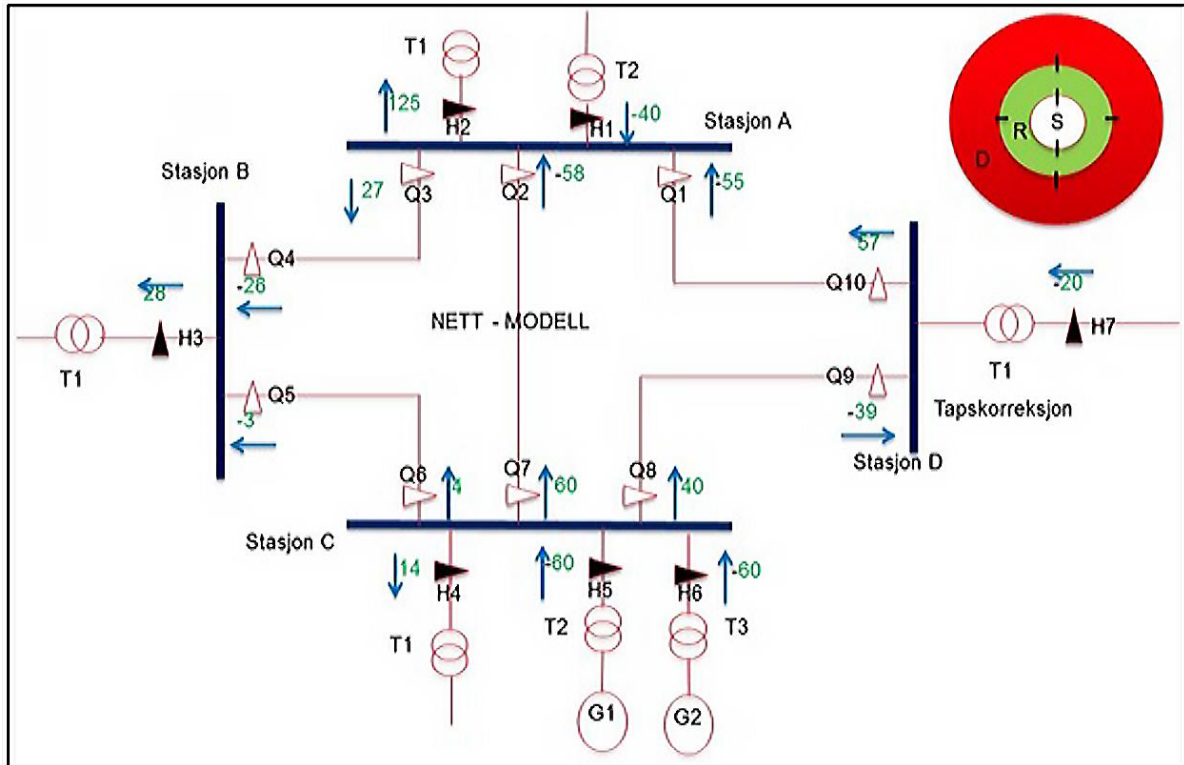 T1
T2
125
H2
H1
-40
Stasjon A
S
R
D
Stasjon B
27
Q3
Q2
-58
Q1
-55
Q4
28
-28
H3
T1
NETT - MODELL
57
Q10
-20
H7
T1
Q5
-3
Q9
-39
Tapskorreksjon
Stasjon D
Q6
4
Q7
60
Q8
40
Stasjon C
14
H4
-60
H5
H6
-60
T1
T2
T3
G1
G2